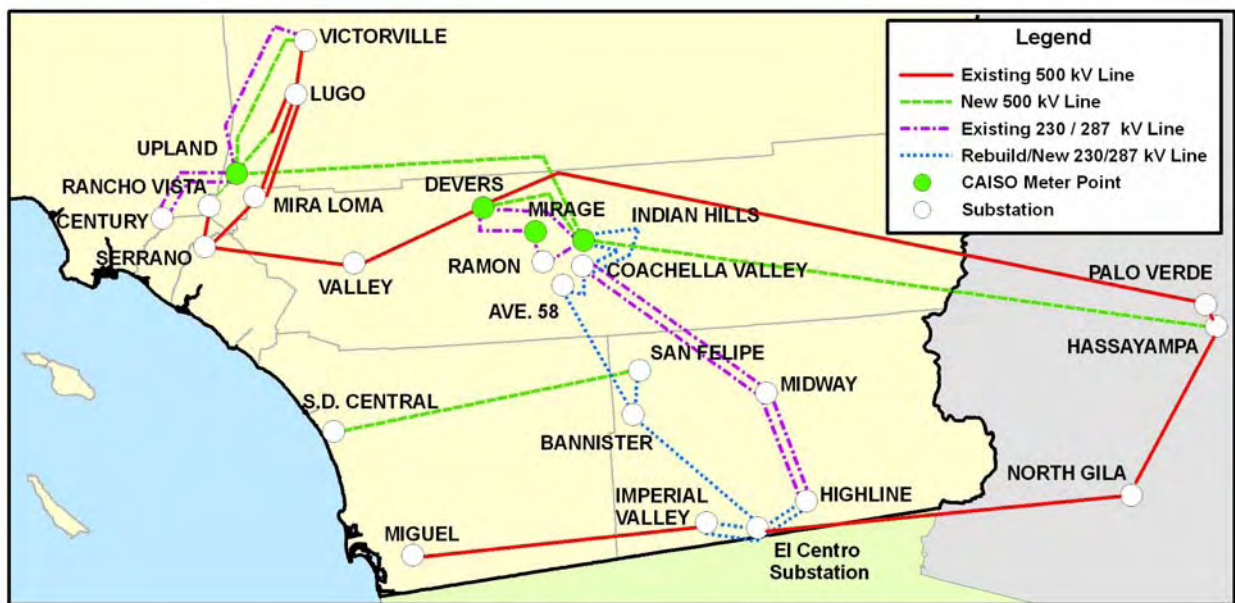 VICTORVILLE
LUGO
UPLAND
RANCHO VISTA
CENTURY
MIRA LOMA
SERRANO
VALLEY
DEVERS
MIRAGE
INDIAN HILLS
RAMON
COACHELLA VALLEY
AVE. 58
PALO VERDE
HASSAYAMPA
SAN FELIPE
MIDWAY
S.D. CENTRAL
BANNISTER
NORTH GILA
IMPERIAL
VALLEY
HIGHLINE
MIGUEL
El Centro
Substation
Legend
Existing 500 kV Line
New 500 kV Line
Existing 230 / 287 kV Line
Rebuild/New 230/287 kV Line
CAISO Meter Point
Substation